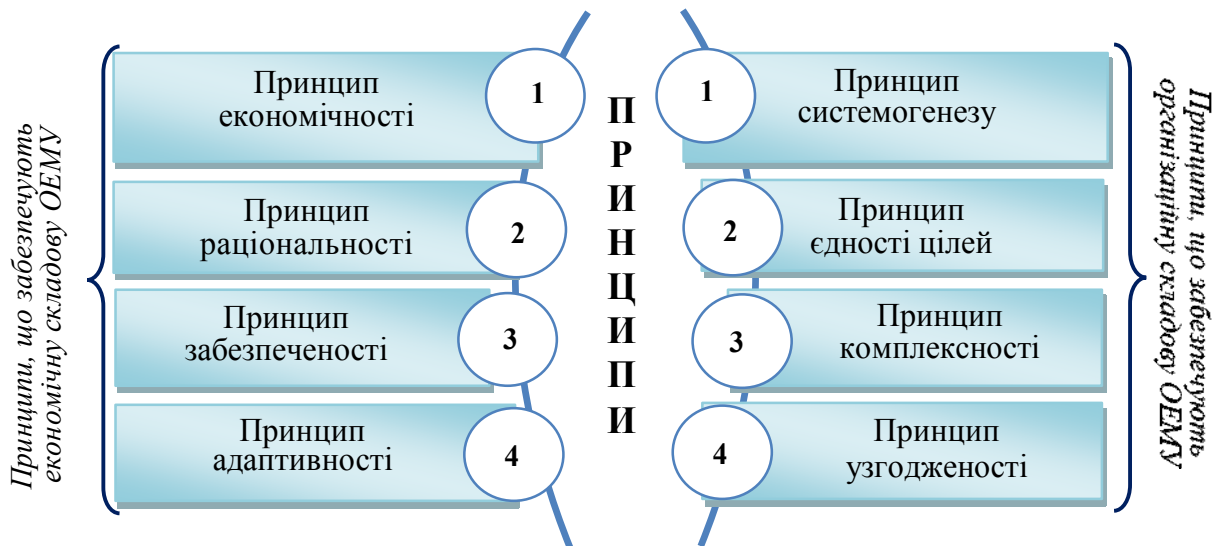 Принципи, що забезпечують
економічну складову ОЕМУ
Принцип
економічності
1
Принцип
раціональності
2
Принцип
забезпеченості
3
Принцип
адаптивності
4
П
Р
И
Н
Ц
И
П
И
1
Принцип
системогенезу
2
Принцип
єдності цілей
3
Принцип
комплексності
4
Принцип
узгодженості
Принципи, що забезпечують
організаційну складову ОЕМУ